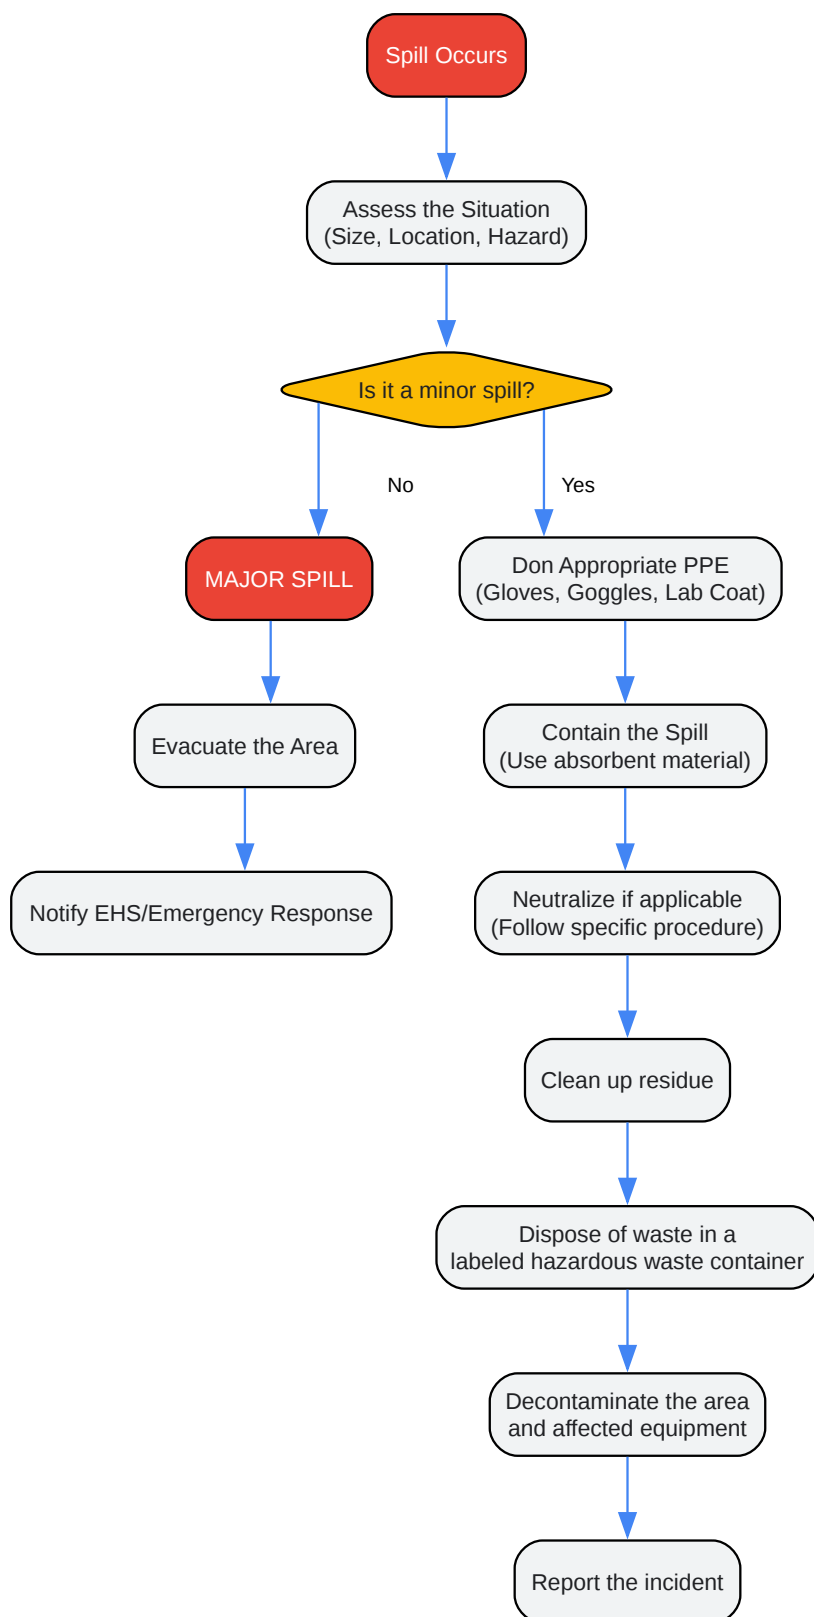 Spill Occurs
Assess the Situation
(Size, Location, Hazard)
Is it a minor spill?
No
Yes
MAJOR SPILL
Don Appropriate PPE
(Gloves, Goggles, Lab Coat)
Evacuate the Area
Contain the Spill
(Use absorbent material)
Notify EHS/Emergency Response
Neutralize if applicable
(Follow specific procedure)
Clean up residue
Dispose of waste in a
labeled hazardous waste container
Decontaminate the area
and affected equipment
Report the incident